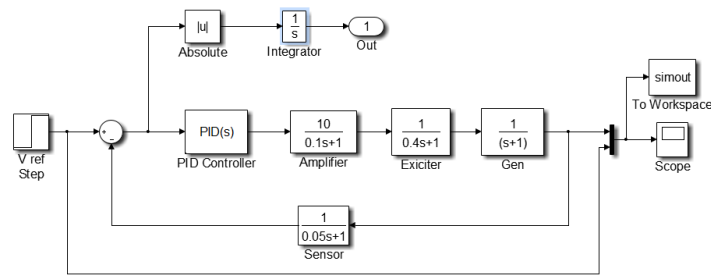 |u|
Absolute
1
s
Integrator
1
Out
simout
To Workspace
V ref
Step
+
-
PID(s)
PID Controller
10
0.1s+1
Amplifier
1
0.4s+1
Exiciter
1
(s+1)
Gen
Scope
1
0.05s+1
Sensor